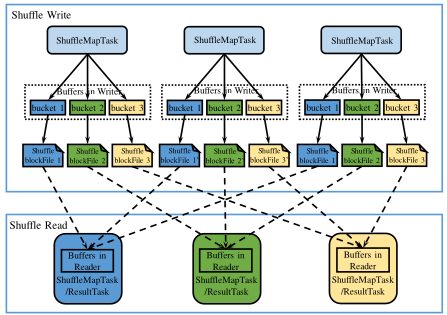 Shuffle Write
ShuffleMapTask ShuffleMapTask ShuffleMapTask
Buffers in Writer Buffers in Writer Buffers in Writer
bucket 1 bucket 2 bucket 3 bucket 1 bucket 2 bucket 3 bucket 1 bucket 2 bucket 3
Shuffle Shuffle Shuffle Shuffle Shuffle Shuffle Shuffle Shuffle Shuffle
blockFile 1 blockFile 2 blockFile 3 blockFile 1 blockFile 2 blockFile 3 blockFile 1 blockFile 2 blockFile 3
Shuffle Read
Buffers in Buffers in Buffers in
Reader Reader Reader
ShuffleMapTask ShuffleMapTask ShuffleMapTask
/ResultTask /ResultTask /ResultTask